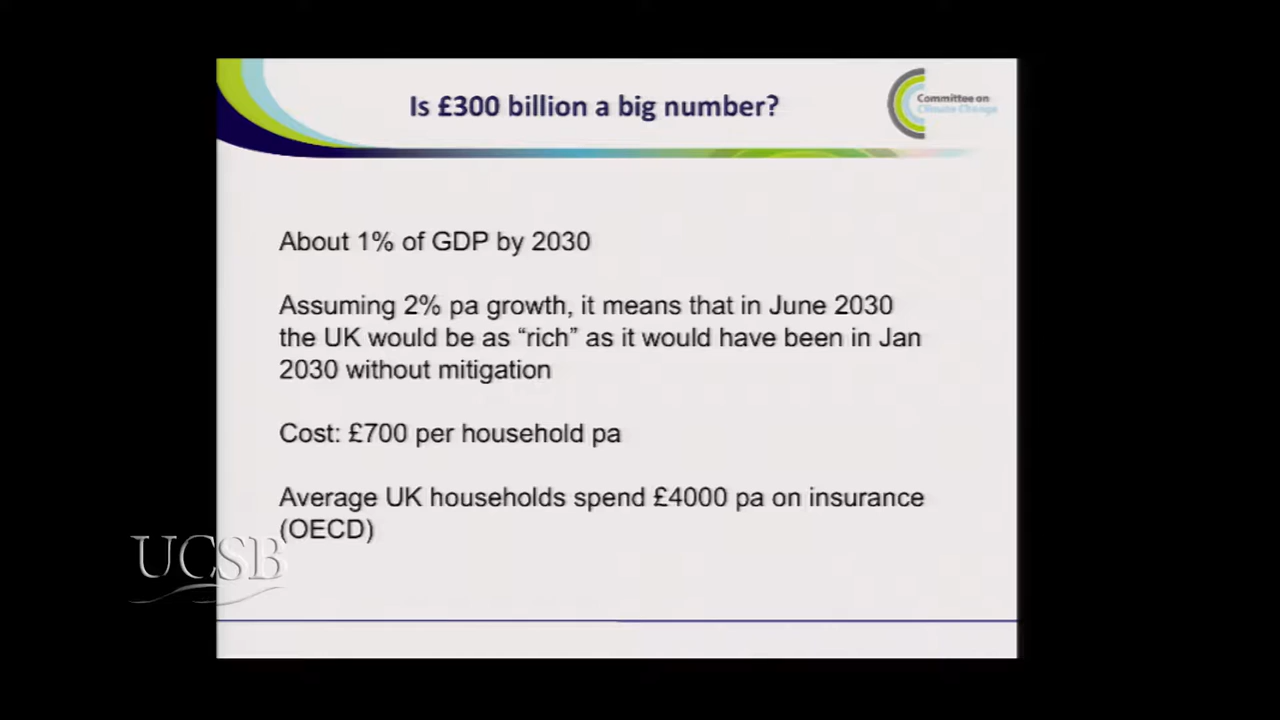 Is £300 billion a big number?
Committee on
Climate Change
About 1% of GDP by 2030
Assuming 2% pa growth, it means that in June 2030
the UK would be as “rich” as it would have been in Jan
2030 without mitigation
Cost: £700 per household pa
Average UK households spend £4000 pa on insurance
(OECD)
UCSB